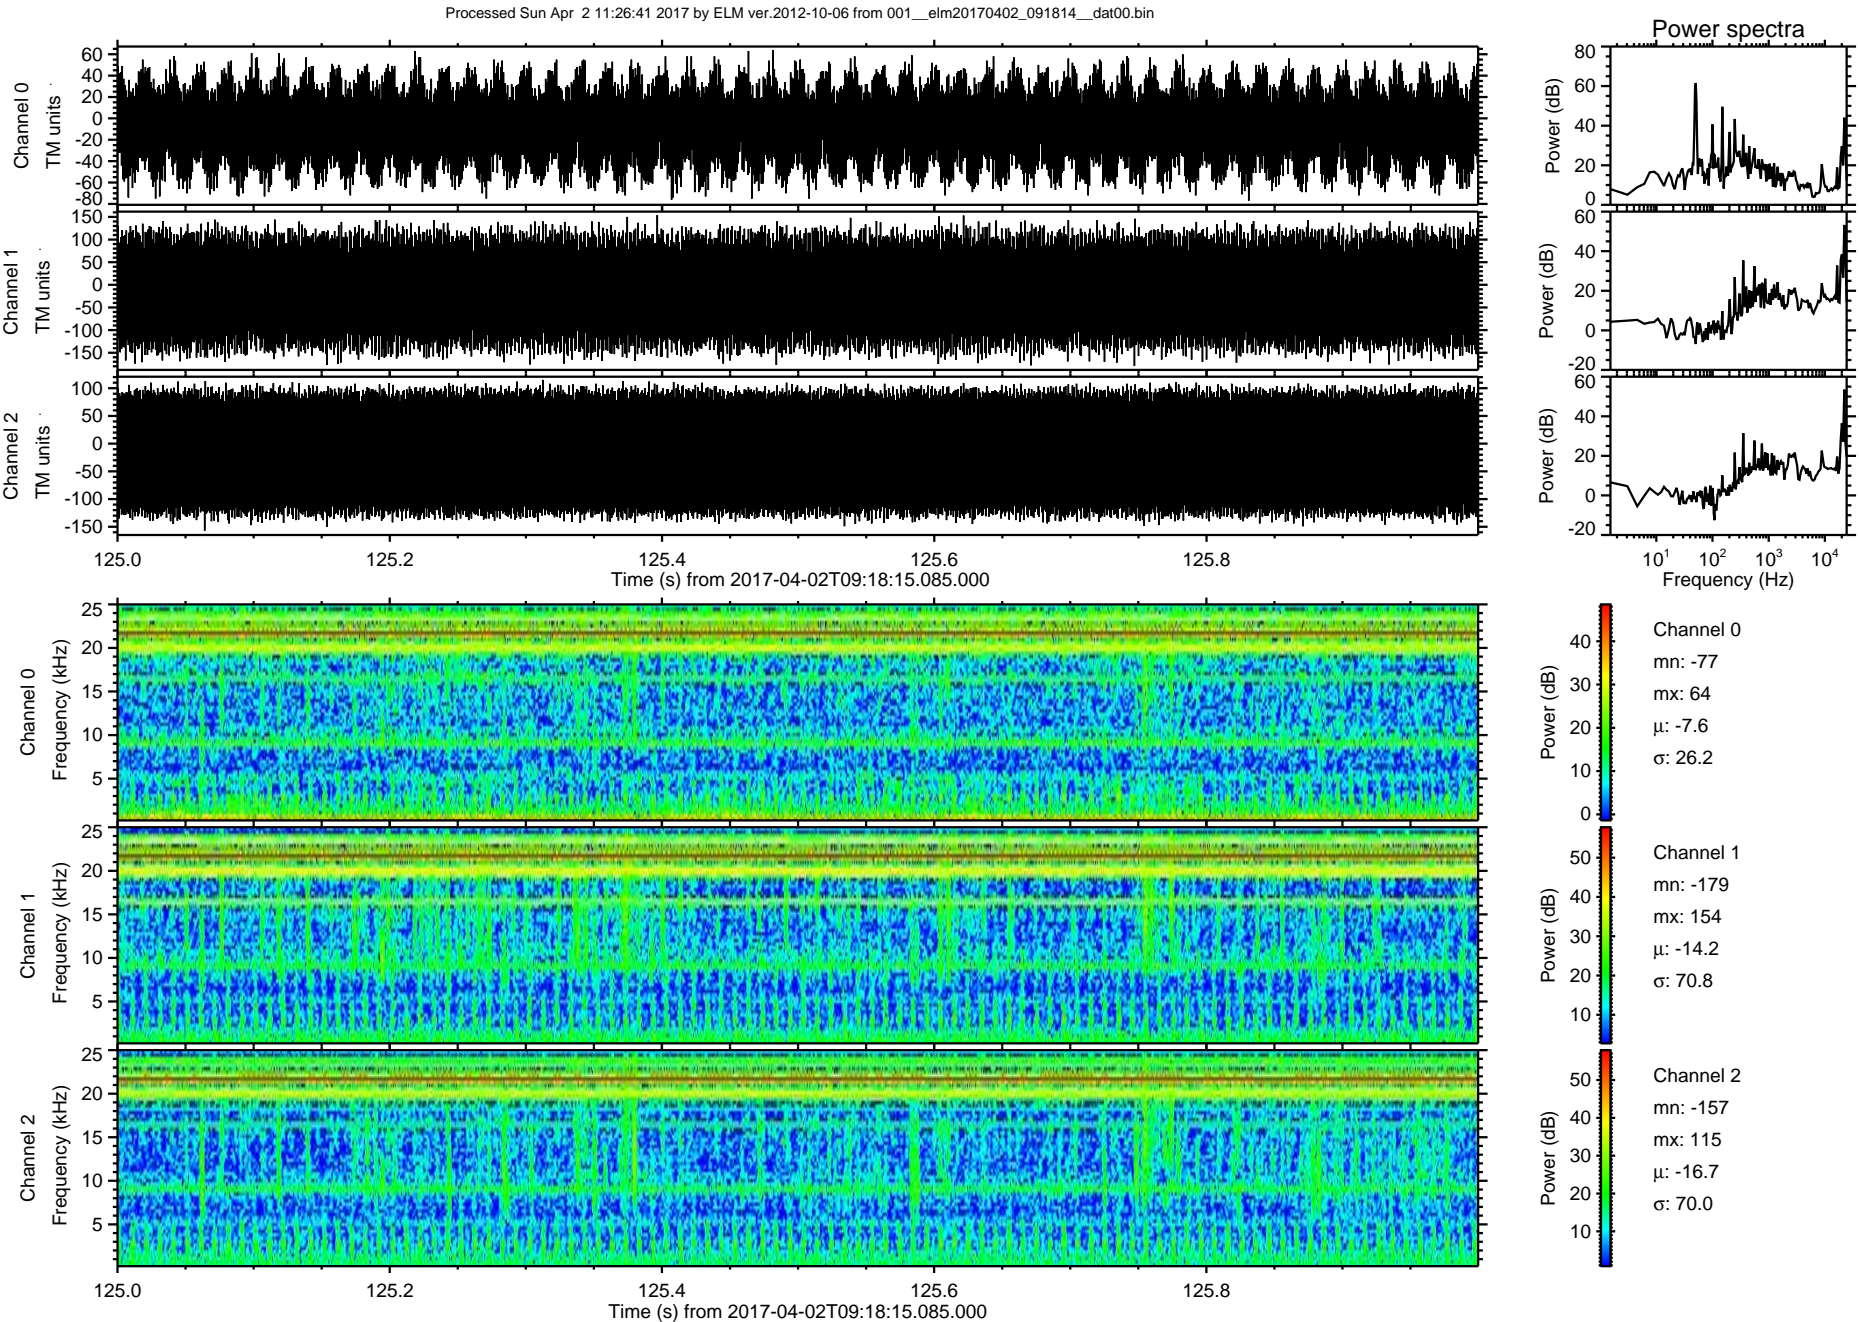 Processed Sun Apr  2 11:26:41 2017 by ELM ver.2012-10-06 from 001__elm20170402_091814__dat00.bin
Power spectra
Channel 0
TM units
60
40
20
0
-20
-40
-60
-80
Power (dB)
80
60
40
20
0
Channel 1
TM units
150
100
50
0
-50
-100
-150
Power (dB)
60
40
20
0
-20
Channel 2
TM units
100
50
0
-50
-100
-150
Power (dB)
60
40
20
0
-20
125.0 125.2 125.4 125.6 125.8
Time (s) from 2017-04-02T09:18:15.085.000
10¹ 10² 10³ 10⁴
Frequency (Hz)
Channel 0
Frequency (kHz)
25
20
15
10
5
Power (dB)
40
30
20
10
0
Channel 0
mn: -77
mx: 64
μ: -7.6
σ: 26.2
Channel 1
Frequency (kHz)
25
20
15
10
5
Power (dB)
50
40
30
20
10
Channel 1
mn: -179
mx: 154
μ: -14.2
σ: 70.8
Channel 2
Frequency (kHz)
25
20
15
10
5
Power (dB)
50
40
30
20
10
Channel 2
mn: -157
mx: 115
μ: -16.7
σ: 70.0
125.0 125.2 125.4 125.6 125.8
Time (s) from 2017-04-02T09:18:15.085.000